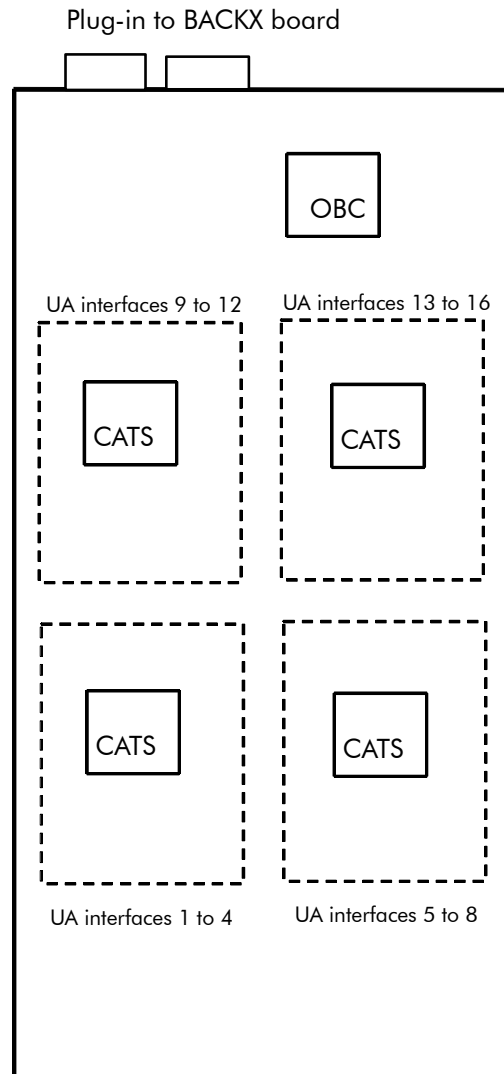 Plug-in to BACKX board
OBC
UA interfaces 9 to 12
UA interfaces 13 to 16
CATS
CATS
CATS
CATS
UA interfaces 1 to 4
UA interfaces 5 to 8